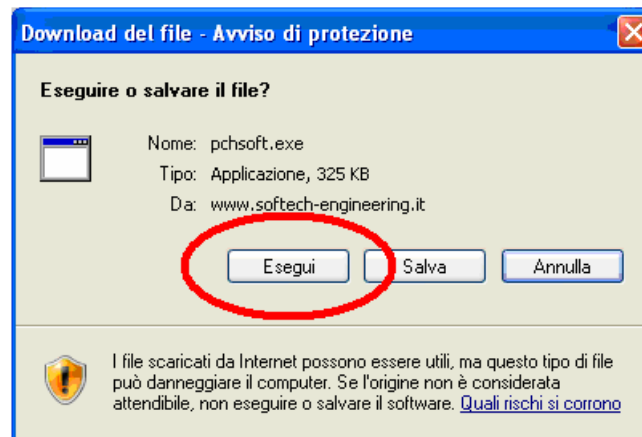 Download del file - Avviso di protezione
Eseguire o salvare il file?
Nome: pchsoft.exe
Tipo: Applicazione, 325 KB
Da: www.softech-engineering.it
Esegui Salva Annulla
I file scaricati da Internet possono essere utili, ma questo tipo di file
può danneggiare il computer. Se l'origine non è considerata
attendibile, non eseguire o salvare il software. Quali rischi si corrono